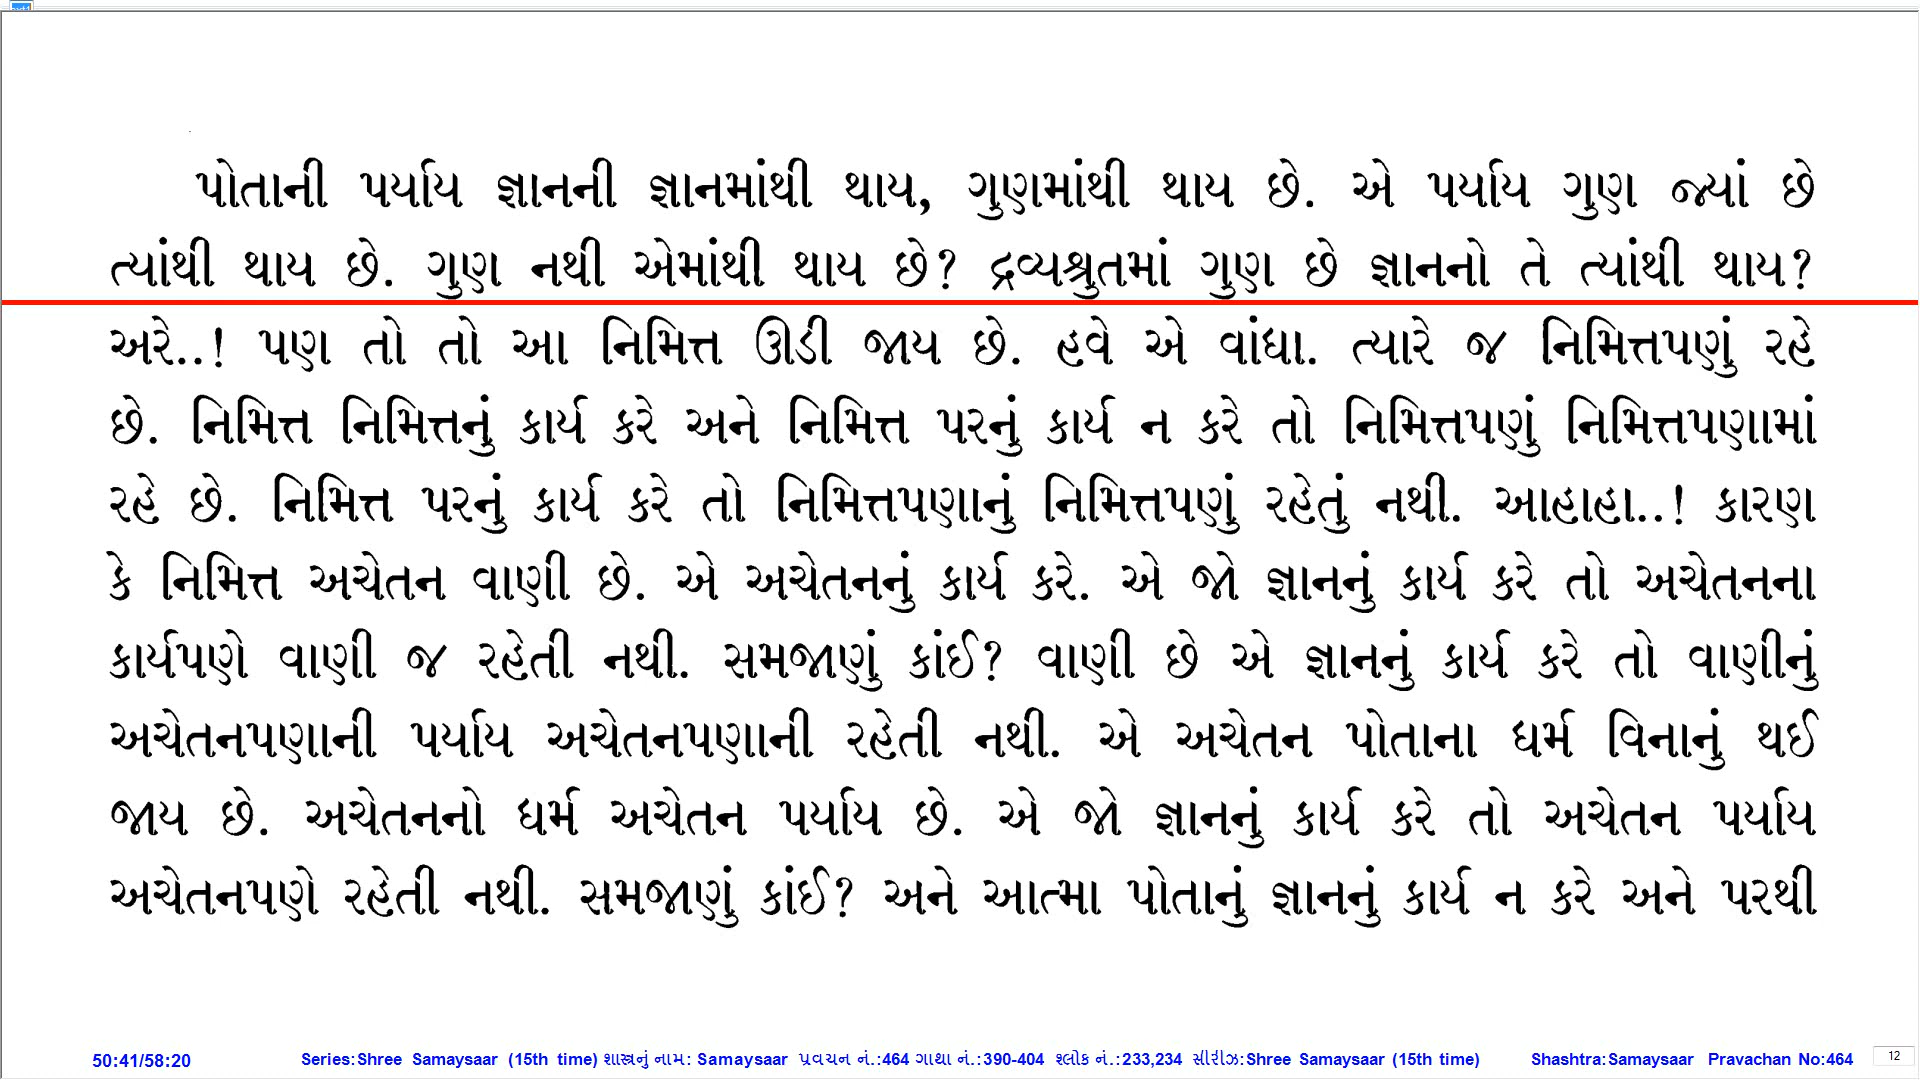 પોતાની પર્યાય જ્ઞાનની જ્ઞાનમાંથી થાય, ગુણમાંથી થાય છે. એ પર્યાય ગુણ જ્યાં છે
ત્યાંથી થાય છે. ગુણ નથી એમાંથી થાય છે? દ્રવ્યશ્રુતમાં ગુણ છે જ્ઞાનનો તે ત્યાંથી થાય?
અરે..! પણ તો તો આ નિમિત્ત ઊડી જાય છે. હવે એ વાંધા. ત્યારે જ નિમિત્તપણું રહે
છે. નિમિત્ત નિમિત્તનું કાર્ય કરે અને નિમિત્ત પરનું કાર્ય ન કરે તો નિમિત્તપણું નિમિત્તપણામાં
રહે છે. નિમિત્ત પરનું કાર્ય કરે તો નિમિત્તપણાનું નિમિત્તપણું રહેતું નથી. આહાહા..! કારણ
કે નિમિત્ત અચેતન વાણી છે. એ અચેતનનું કાર્ય કરે. એ જો જ્ઞાનનું કાર્ય કરે તો અચેતનના
કાર્યપણે વાણી જ રહેતી નથી. સમજાણું કાંઈ? વાણી છે એ જ્ઞાનનું કાર્ય કરે તો વાણીનું
અચેતનપણાની પર્યાય અચેતનપણાની રહેતી નથી. એ અચેતન પોતાના ધર્મ વિનાનું થઈ
જાય છે. અચેતનનો ધર્મ અચેતન પર્યાય છે. એ જો જ્ઞાનનું કાર્ય કરે તો અચેતન પર્યાય
અચેતનપણે રહેતી નથી. સમજાણું કાંઈ? અને આત્મા પોતાનું જ્ઞાનનું કાર્ય ન કરે અને પરથી
50:41/58:20 Series:Shree Samaysaar (15th time) શાસ્ત્રનું નામ: Samaysaar પ્રવચન નં.:464 ગાથા નં.:390-404 શ્લોક નં.:233,234 સીરીઝ:Shree Samaysaar (15th time) Shashtra:Samaysaar Pravachan No:464 12